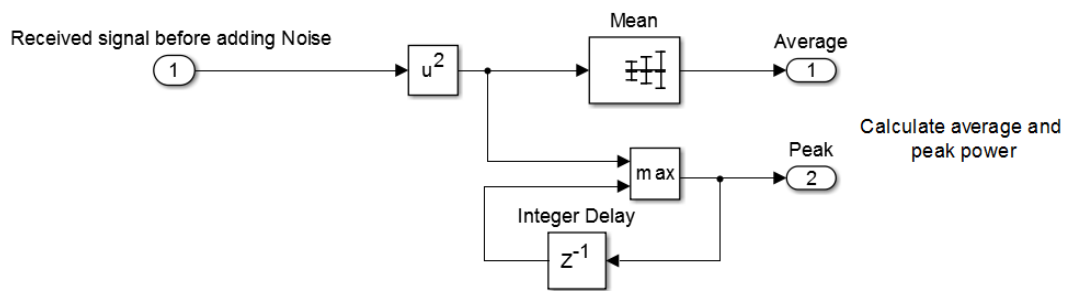 Mean
Received signal before adding Noise
Average
1
u²
1
Calculate average and
peak power
Peak
max
2
Integer Delay
z⁻¹